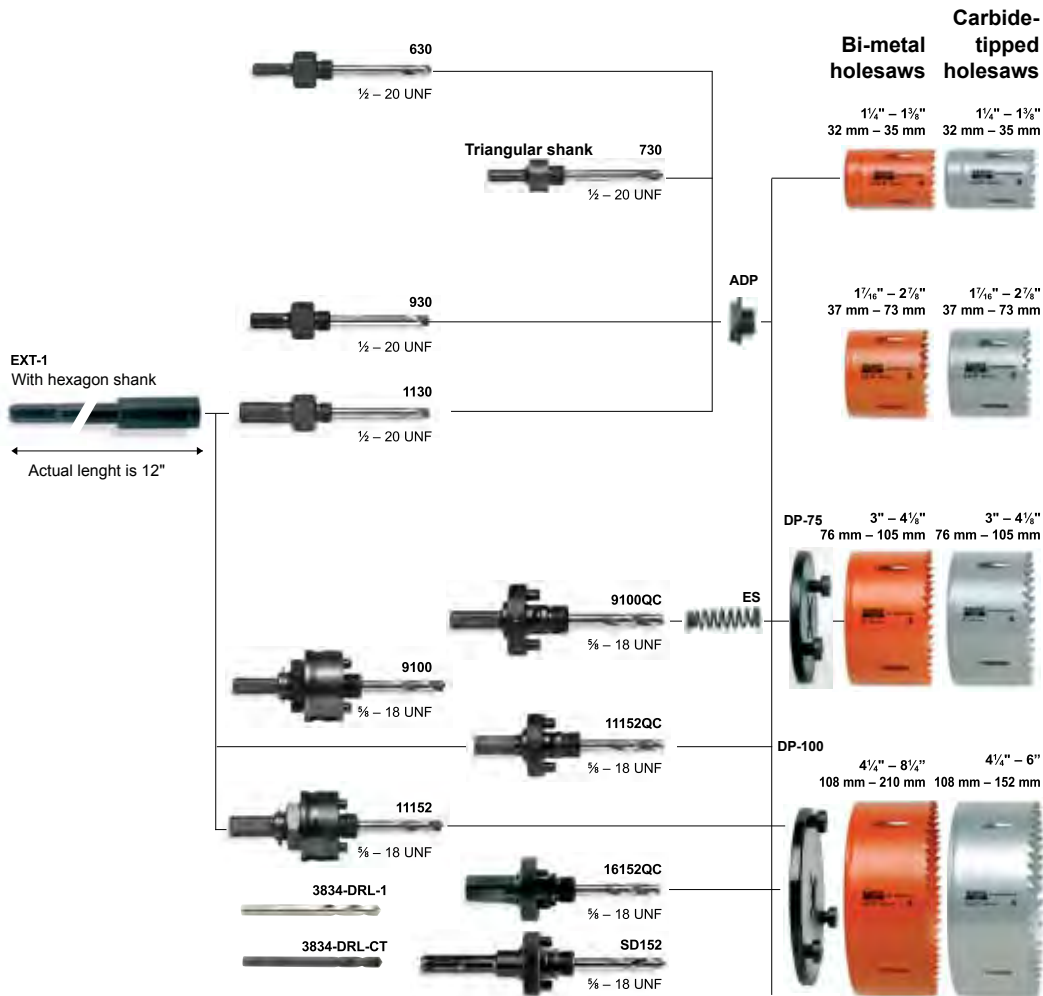 Bi-metal
holesaws
Carbide-
tipped
holesaws
630
½ – 20 UNF
1¼" – 1⅜"
32 mm – 35 mm
1¼" – 1⅜"
32 mm – 35 mm
Triangular shank 730
½ – 20 UNF
ADP
930
½ – 20 UNF
1⁷⁄₁₆" – 2⅞"
37 mm – 73 mm
1⁷⁄₁₆" – 2⅞"
37 mm – 73 mm
EXT-1
With hexagon shank
Actual lenght is 12"
1130
½ – 20 UNF
DP-75
3" – 4⅛"
76 mm – 105 mm
3" – 4⅛"
76 mm – 105 mm
9100QC
⅝ – 18 UNF
ES
9100
⅝ – 18 UNF
11152QC
⅝ – 18 UNF
DP-100
4¼" – 8¼“
108 mm – 210 mm
4¼" – 6”
108 mm – 152 mm
11152
⅝ – 18 UNF
16152QC
⅝ – 18 UNF
3834-DRL-1
3834-DRL-CT
SD152
⅝ – 18 UNF